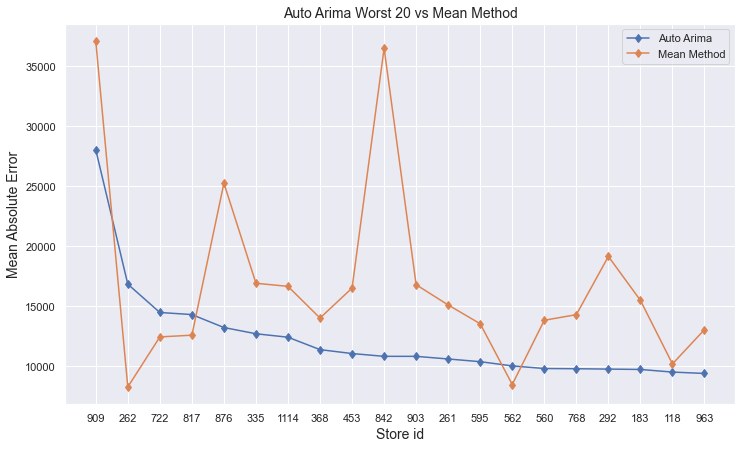 Auto Arima Worst 20 vs Mean Method
Auto Arima
Mean Method
Mean Absolute Error
35000
30000
25000
20000
15000
10000
909 262 722 817 876 335 1114 368 453 842 903 261 595 562 560 768 292 183 118 963
Store id